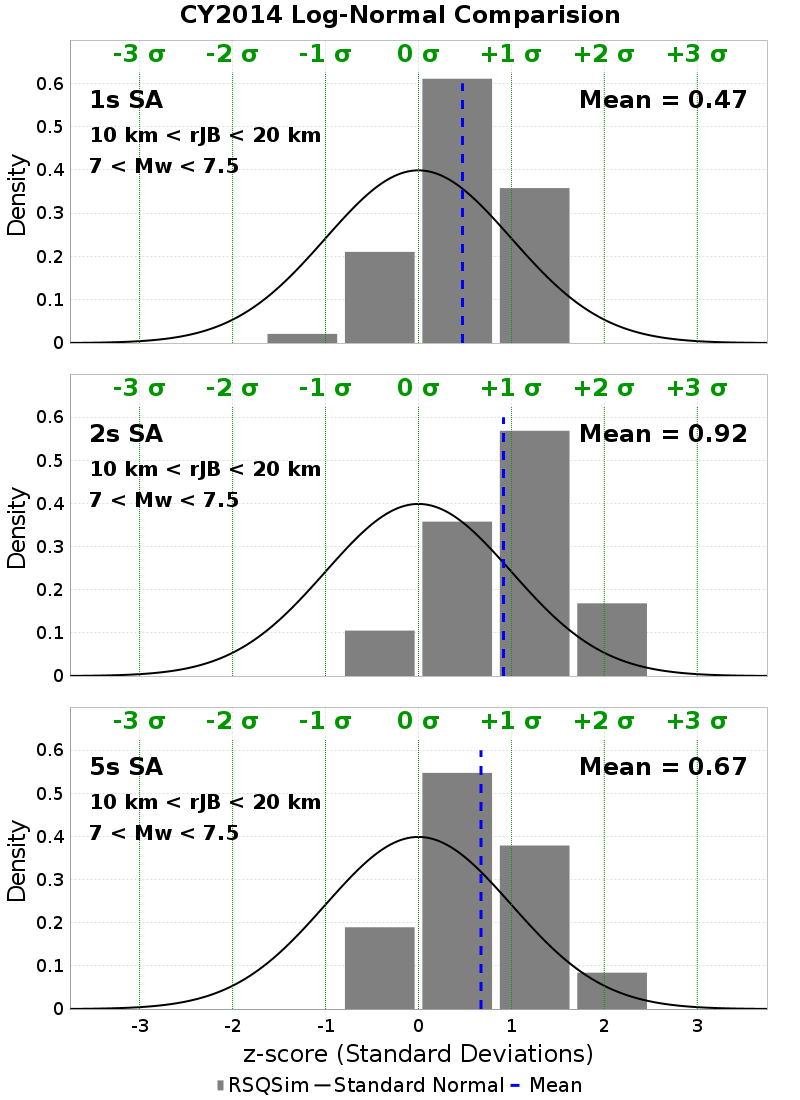 CY2014 Log-Normal Comparision
-3 σ -2 σ -1 σ 0 σ +1 σ +2 σ +3 σ
1s SA
Mean = 0.47
10 km < rJB < 20 km
7 < Mw < 7.5
Density
0.6
0.5
0.4
0.3
0.2
0.1
0
-3 σ -2 σ -1 σ 0 σ +1 σ +2 σ +3 σ
2s SA
Mean = 0.92
10 km < rJB < 20 km
7 < Mw < 7.5
Density
0.6
0.5
0.4
0.3
0.2
0.1
0
-3 σ -2 σ -1 σ 0 σ +1 σ +2 σ +3 σ
5s SA
Mean = 0.67
10 km < rJB < 20 km
7 < Mw < 7.5
Density
0.6
0.5
0.4
0.3
0.2
0.1
0
-3 -2 -1 0 1 2 3
z-score (Standard Deviations)
RSQSim Standard Normal Mean